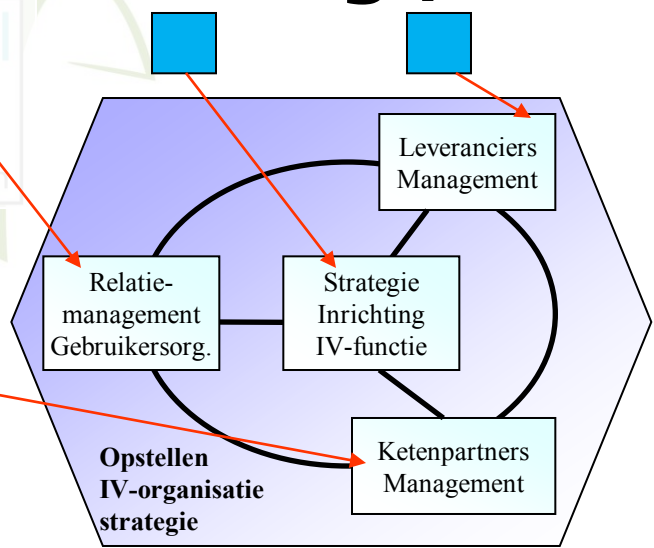 Leveranciers
Management
Relatie-
management
Gebruikersorg.
Strategie
Inrichting
IV-functie
Ketenpartners
Management
Opstellen
IV-organisatie
strategie